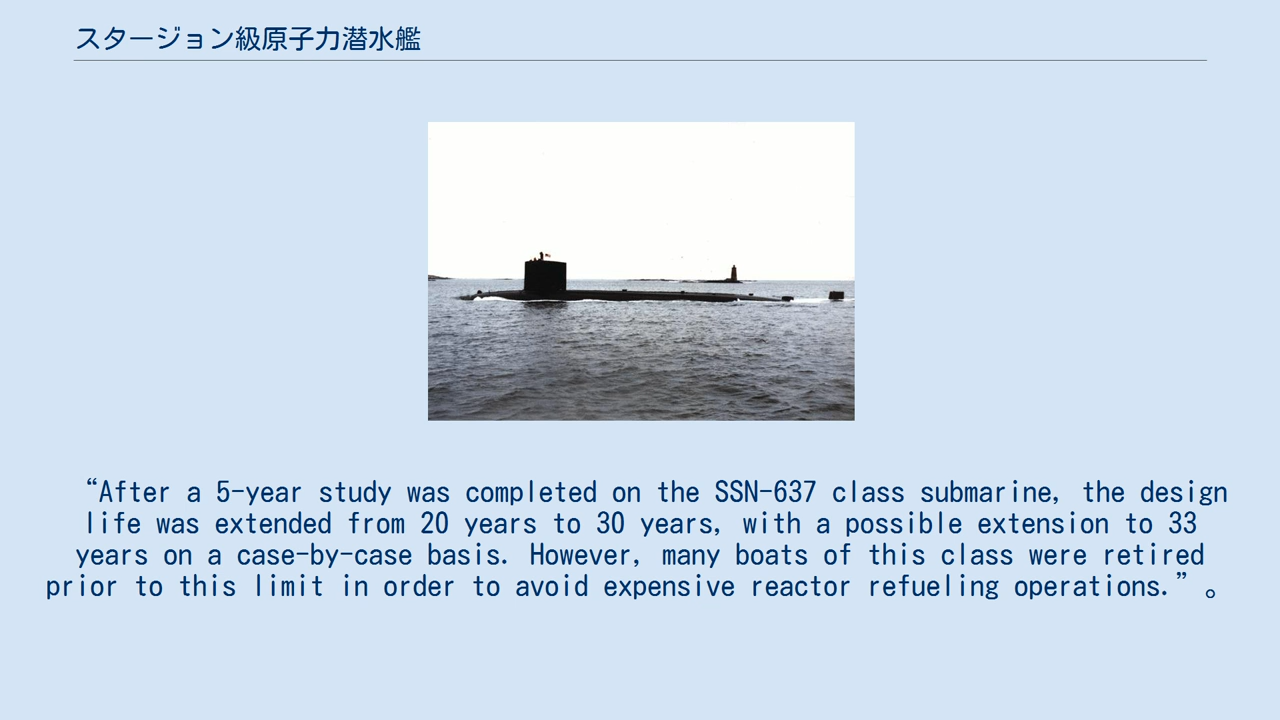 スタージョン級原子力潜水艦
“After a 5-year study was completed on the SSN-637 class submarine, the design
life was extended from 20 years to 30 years, with a possible extension to 33
years on a case-by-case basis. However, many boats of this class were retired
prior to this limit in order to avoid expensive reactor refueling operations.” 。